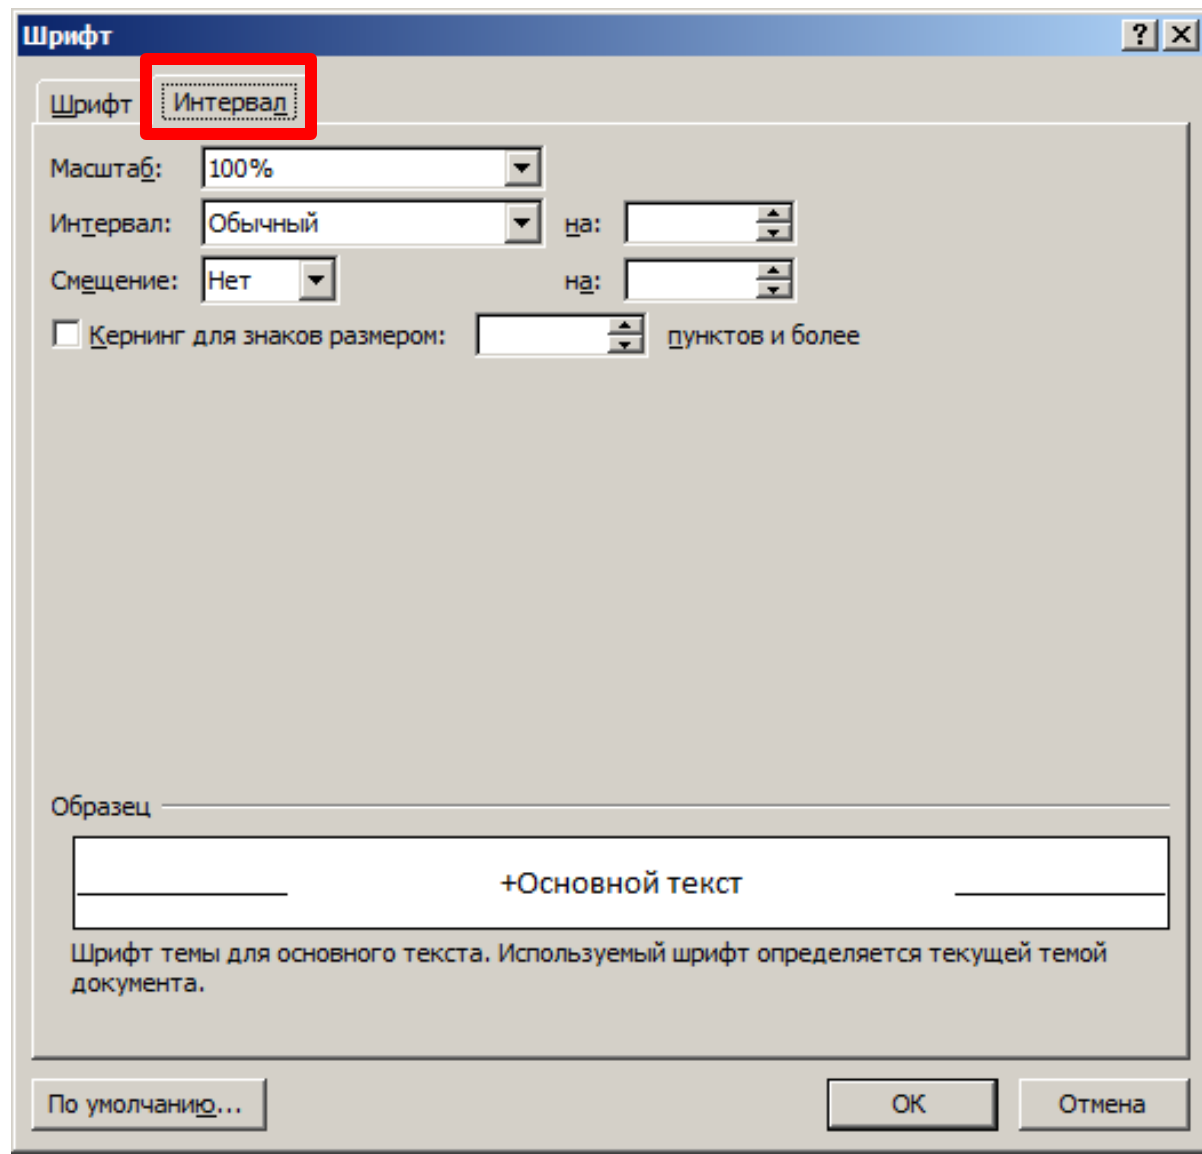 Шрифт
Шрифт Интервал
Масштаб: 100%
Интервал: Обычный на:
Смещение: Нет на:
Кернинг для знаков размером: пунктов и более
Образец
+Основной текст
Шрифт темы для основного текста. Используемый шрифт определяется текущей темой
документа.
По умолчанию... ОК Отмена